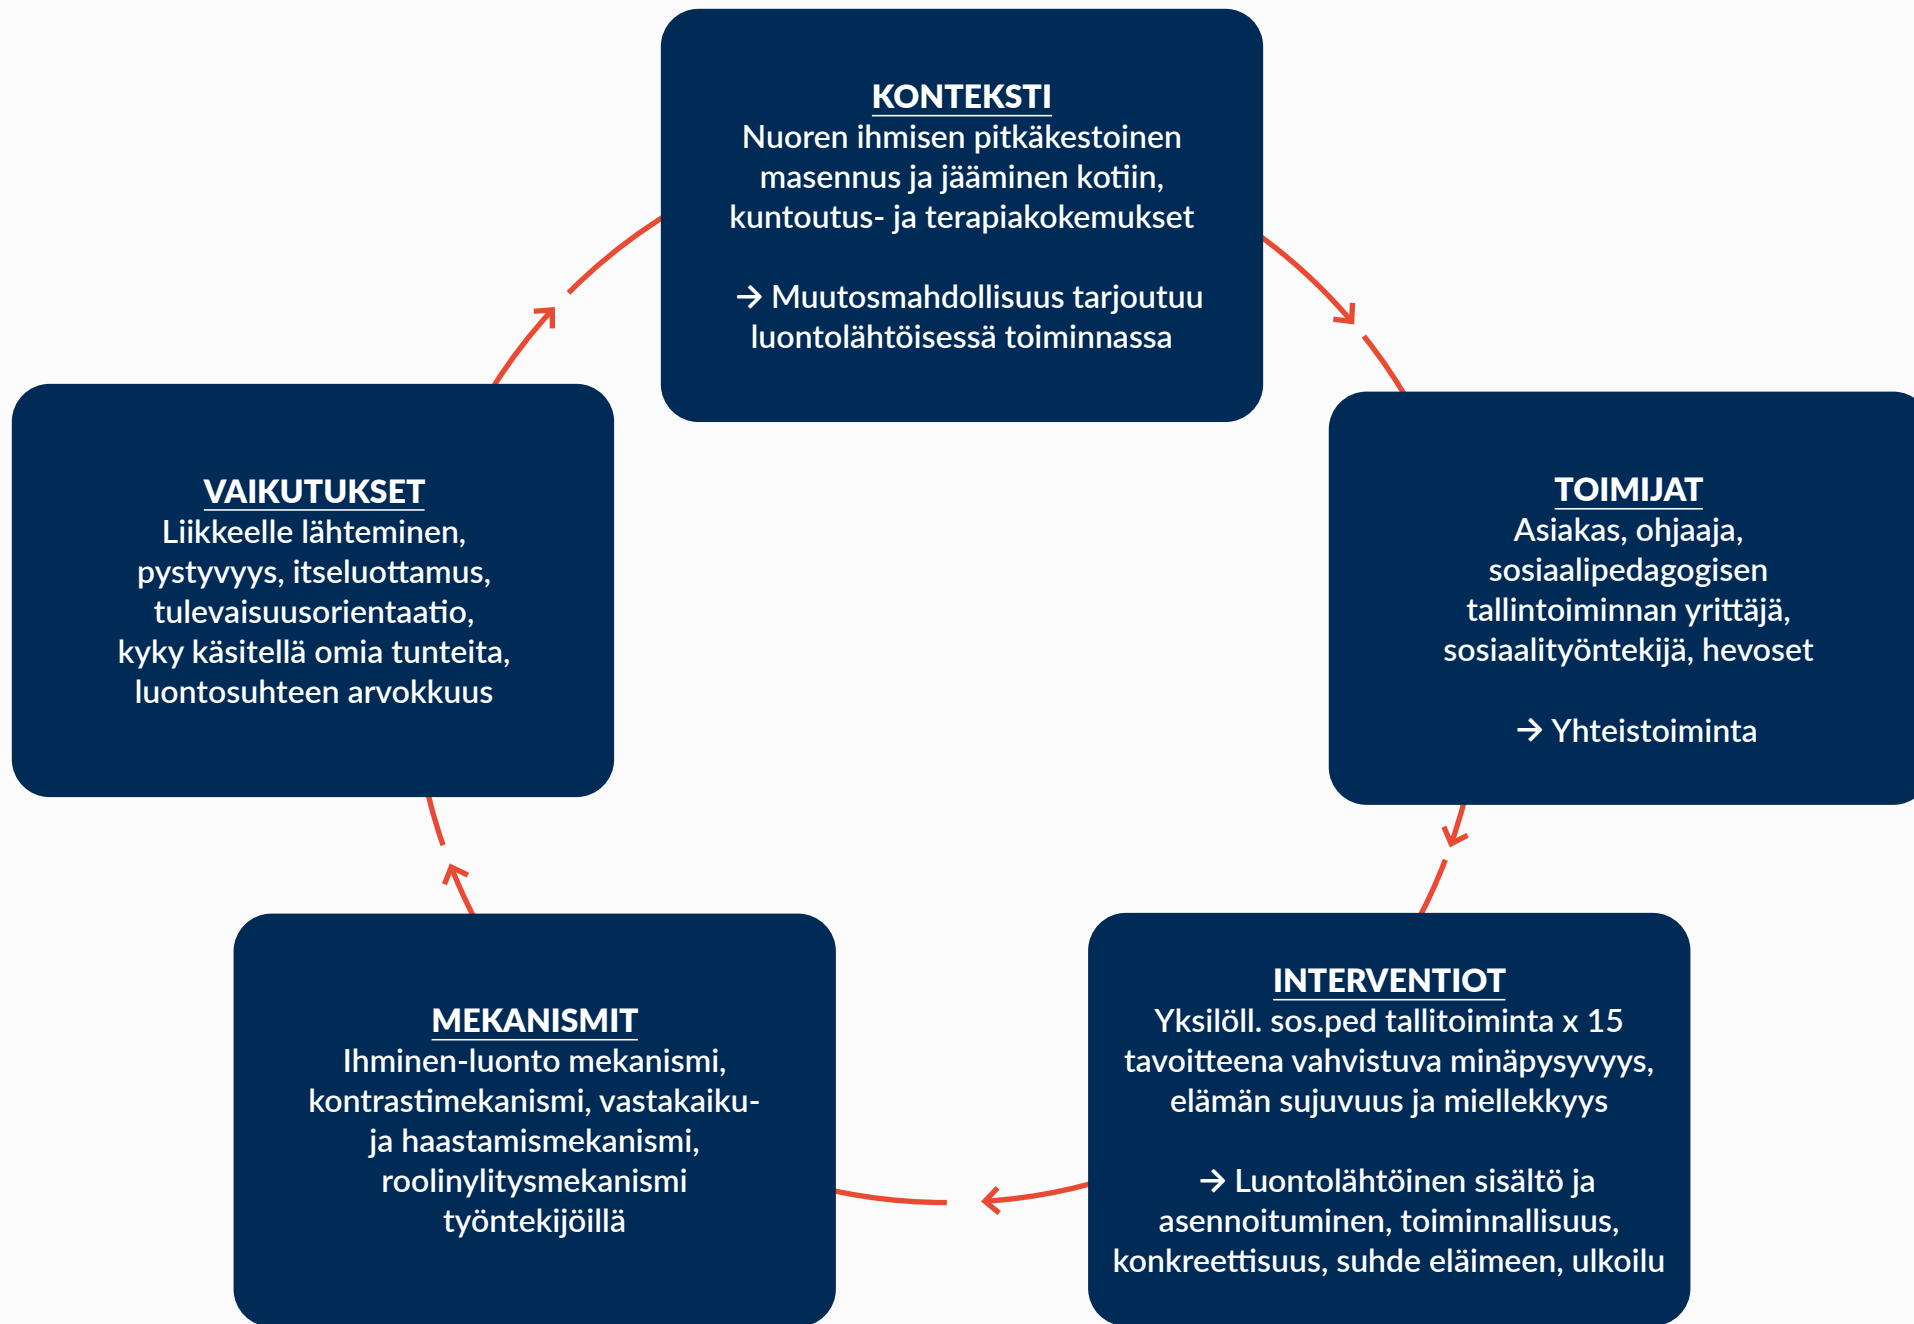 KONTEKSTI
Nuoren ihmisen pitkäkestoinen
masennus ja jääminen kotiin,
kuntoutus- ja terapiakokemukset
→ Muutosmahdollisuus tarjoutuu
luontolähtöisessä toiminnassa
TOIMIJAT
Asiakas, ohjaaja,
sosiaalipedagogisen
tallintoiminnan yrittäjä,
sosiaalityöntekijä, hevoset
→ Yhteistoiminta
INTERVENTIOT
Yksilöll. sos.ped tallitoiminta x 15
tavoitteena vahvistuva minäpysyvyys,
elämän sujuvuus ja miellekkyys
→ Luontolähtöinen sisältö ja
asennoituminen, toiminnallisuus,
konkreettisuus, suhde eläimeen, ulkoilu
MEKANISMIT
Ihminen-luonto mekanismi,
kontrastimekanismi, vastakaiku-
ja haastamismekanismi,
roolinylitysmekanismi
työntekijöillä
VAIKUTUKSET
Liikkeelle lähteminen,
pystyvyys, itseluottamus,
tulevaisuusorientaatio,
kyky käsitellä omia tunteita,
luontosuhteen arvokkuus